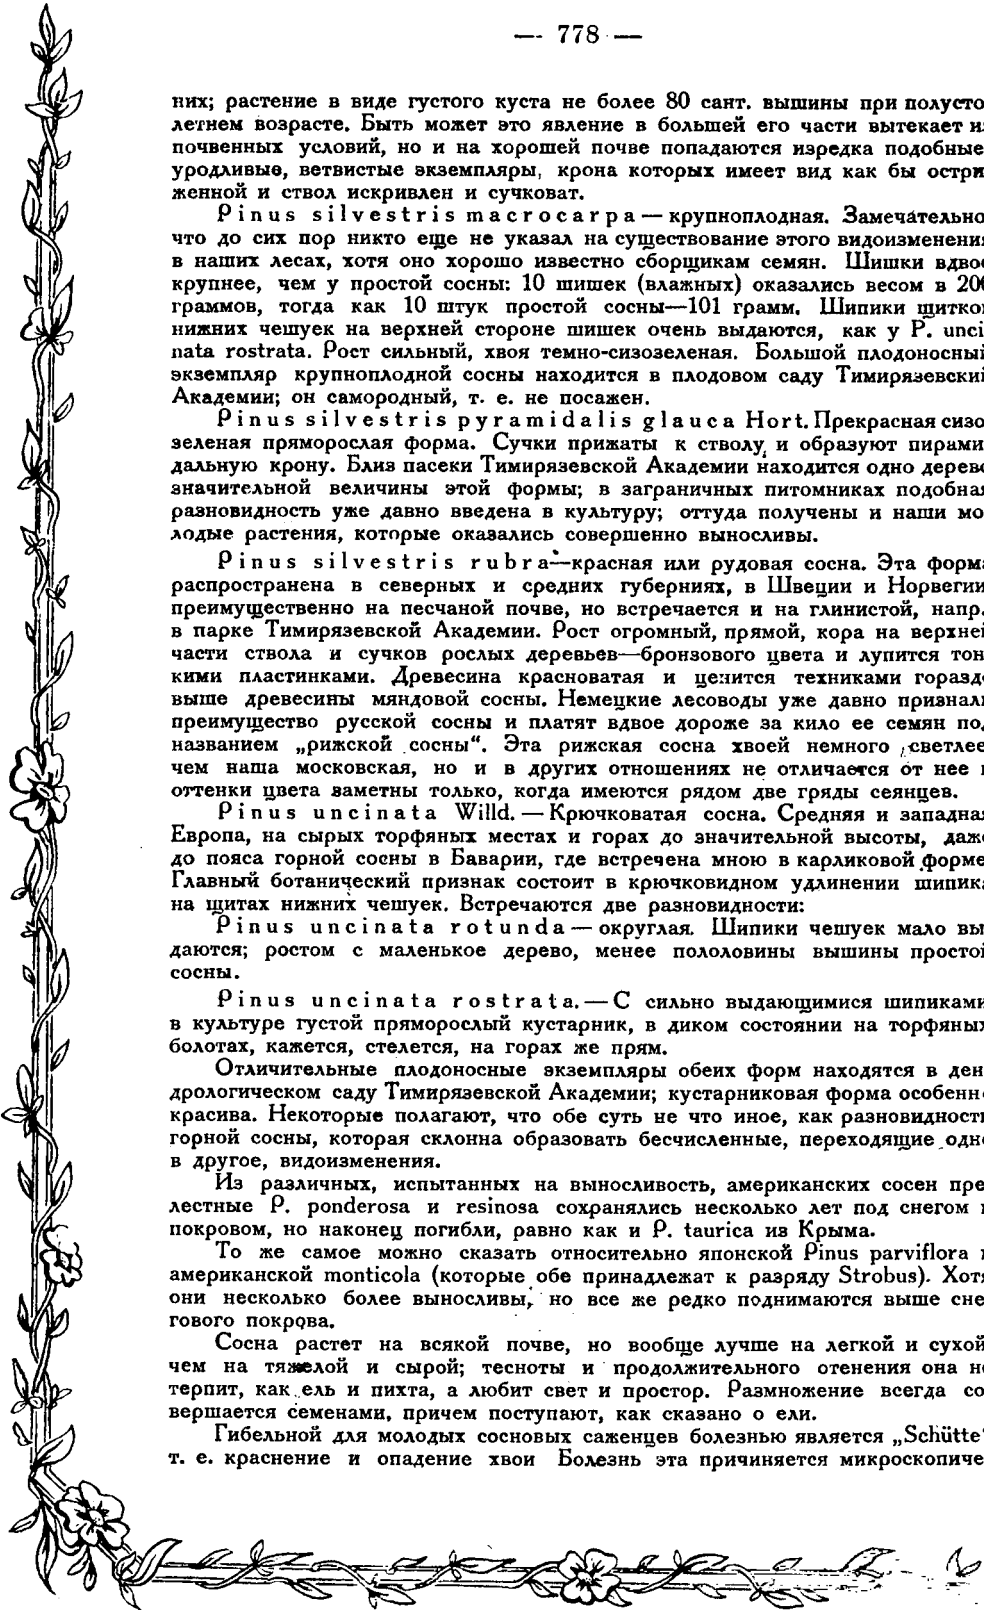 — 778 —
них; растение в виде густого куста не более 80 сант. вышины при полусто
летнем возрасте. Быть может это явление в большей его части вытекает и
почвенных условий, но и на хорошей почве попадаются изредка подобные
уродливые, ветвистые экземпляры, крона которых имеет вид как бы остри
женной и ствол искривлен и сучковат.
Pinus silvestris macrocarpa — крупноплодная. Замечательно
что до сих пор никто еще не указал на существование этого видоизменени
в наших лесах, хотя оно хорошо известно сборщикам семян. Шишки вдво
крупнее, чем у простой сосны: 10 шишек (влажных) оказались весом в 20
граммов, тогда как 10 штук простой сосны—101 грамм. Шипики щитко
нижних чешуек на верхней стороне шишек очень выдаются, как у P. unci
nata rostrata. Рост сильный, хвоя темно-сизозеленая. Большой плодоносны
экземпляр крупноплодной сосны находится в плодовом саду Тимирязевски
Академии; он самородный, т. е. не посажен.
Pinus silvestris pyramidalis glauca Hort. Прекрасная сизо
зеленая пряморослая форма. Сучки прижаты к стволу и образуют пирами
дальную крону. Близ пасеки Тимирязевской Академии находится одно дерев
значительной величины этой формы; в заграничных питомниках подобна
разновидность уже давно введена в культуру; оттуда получены и наши мо
лодые растения, которые оказались совершенно выносливы.
Pinus silvestris rubra—красная или рудовая сосна. Эта форм
распространена в северных и средних губерниях, в Швеции и Норвегии
преимущественно на песчаной почве, но встречается и на глинистой, напр.
в парке Тимирязевской Академии. Рост огромный, прямой, кора на верхне
части ствола и сучков рослых деревьев—бронзового цвета и лупится тон
кими пластинками. Древесина красноватая и ценится техниками горазд
выше древесины мяндовой сосны. Немецкие лесоводы уже давно признал
преимущество русской сосны и платят вдвое дороже за кило ее семян по
названием „рижской сосны“. Эта рижская сосна хвоей немного светлее
чем наша московская, но и в других отношениях не отличается от нее
оттенки цвета заметны только, когда имеются рядом две гряды сеянцев.
Pinus uncinata Willd. — Крючковатая сосна. Средняя и западна
Европа, на сырых торфяных местах и горах до значительной высоты, даж
до пояса горной сосны в Баварии, где встречена мною в карликовой форме
Главный ботанический признак состоит в крючковидном удлинении шипик
на щитах нижних чешуек. Встречаются две разновидности:
Pinus uncinata rotunda — округлая. Шипики чешуек мало вы
даются; ростом с маленькое дерево, менее пололовины вышины просто
сосны.
Pinus uncinata rostrata. — С сильно выдающимися шипиками
в культуре густой пряморослый кустарник, в диком состоянии на торфяны
болотах, кажется, стелется, на горах же прям.
Отличительные плодоносные экземпляры обеих форм находятся в ден
дрологическом саду Тимирязевской Академии; кустарниковая форма особенн
красива. Некоторые полагают, что обе суть не что иное, как разновидност
горной сосны, которая склонна образовать бесчисленные, переходящие одн
в другое, видоизменения.
Из различных, испытанных на выносливость, американских сосен пре
лестные P. ponderosa и resinosa сохранялись несколько лет под снегом
покровом, но наконец погибли, равно как и P. taurica из Крыма.
То же самое можно сказать относительно японской Pinus parviflora
американской monticola (которые обе принадлежат к разряду Strobus). Хотя
они несколько более выносливы, но все же редко поднимаются выше сне
гового покрова.
Сосна растет на всякой почве, но вообще лучше на легкой и сухой
чем на тяжелой и сырой; тесноты и продолжительного отенения она н
терпит, как ель и пихта, а любит свет и простор. Размножение всегда со
вершается семенами, причем поступают, как сказано о ели.
Гибельной для молодых сосновых саженцев болезнью является „Schütte“
т. е. краснение и опадение хвои Болезнь эта причиняется микроскопиче